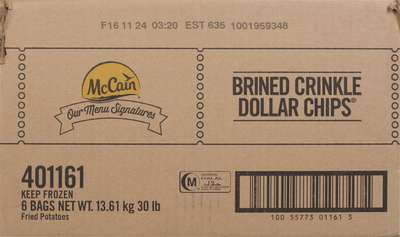 F16 11 24 03:20 EST 635 1001959348
McCain
Our Menu Signatures
BRINED CRINKLE
DOLLAR CHIPS®
401161
KEEP FROZEN
6 BAGS NET WT. 13.61 kg 30 lb
Fried Potatoes
M
HALAL
100 55773 01161 5